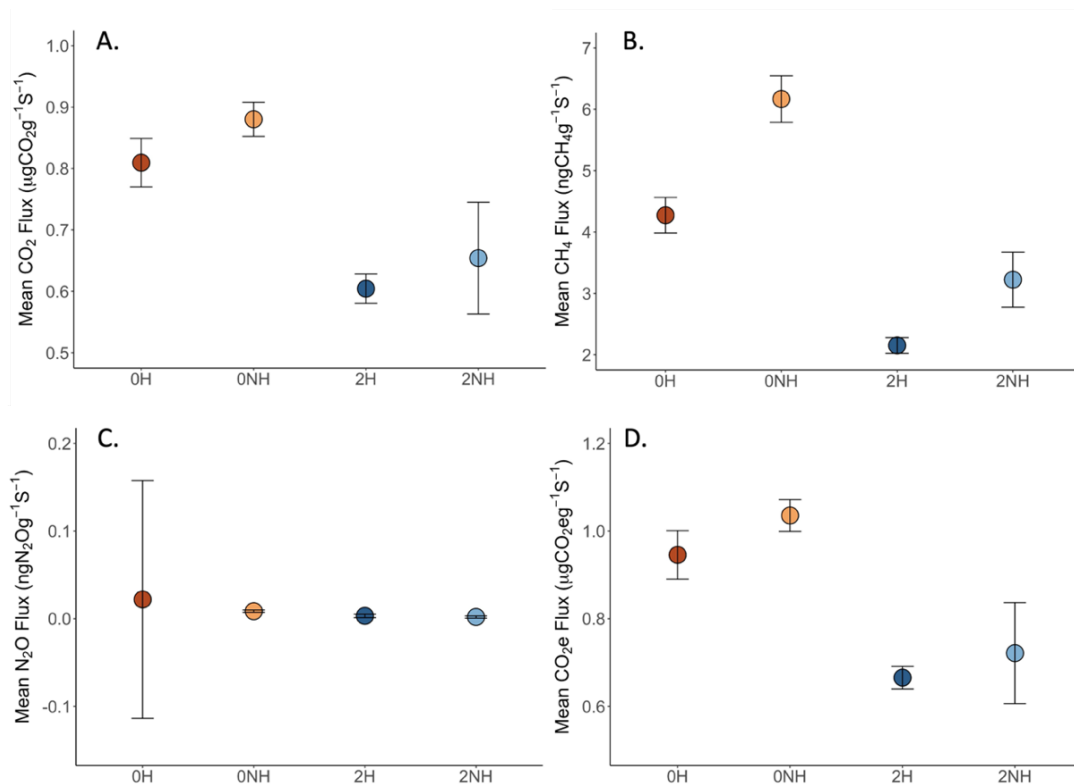 A.
Mean CO₂ Flux (µgCO₂g⁻¹S⁻¹)
1.0
0.9
0.8
0.7
0.6
0.5
0H 0NH 2H 2NH
B.
Mean CH₄ Flux (ngCH₄g⁻¹S⁻¹)
7
6
5
4
3
2
0H 0NH 2H 2NH
C.
Mean N₂O Flux (ngN₂Og⁻¹S⁻¹)
0.2
0.1
0.0
-0.1
0H 0NH 2H 2NH
D.
Mean CO₂e Flux (µgCO₂eg⁻¹S⁻¹)
1.2
1.0
0.8
0.6
0H 0NH 2H 2NH